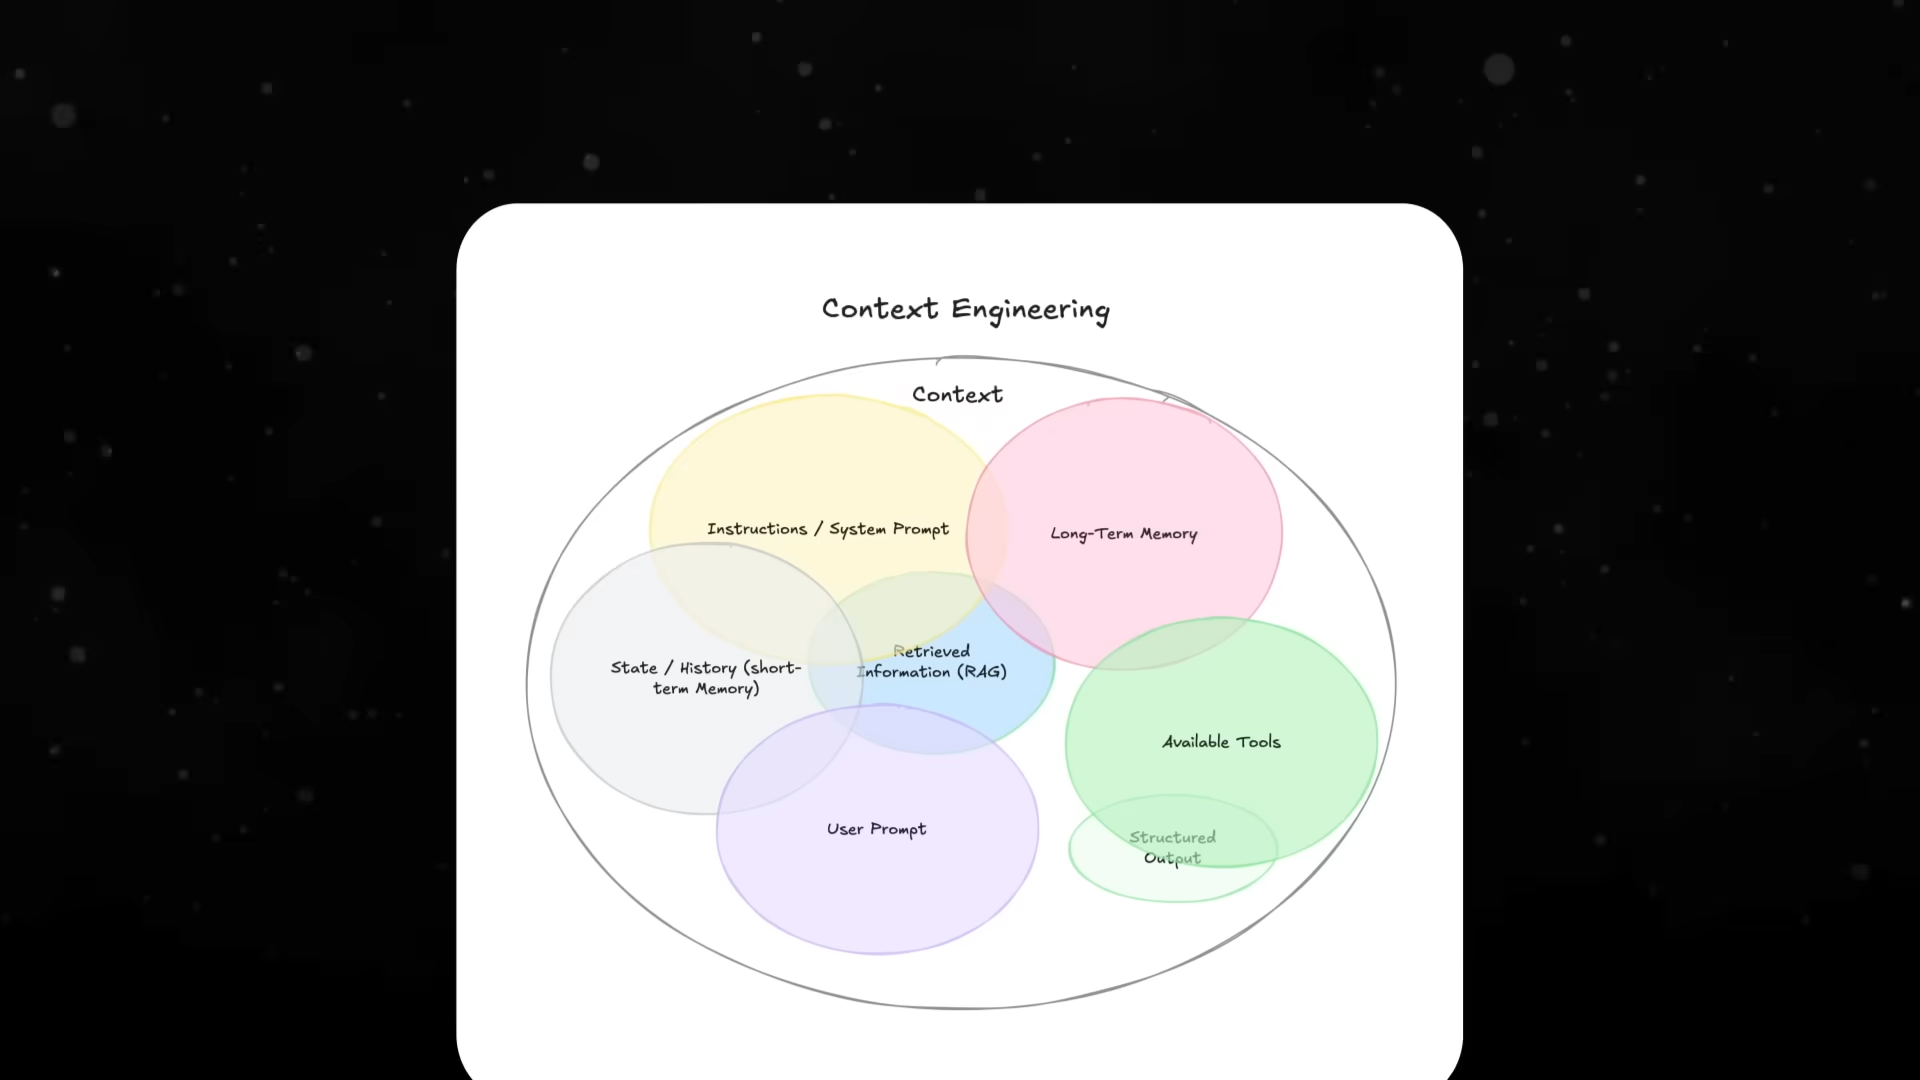 Context Engineering
Context
Instructions / System Prompt
Long-Term Memory
State / History (short-
term Memory)
Retrieved
Information (RAG)
Available Tools
User Prompt
Structured
Output